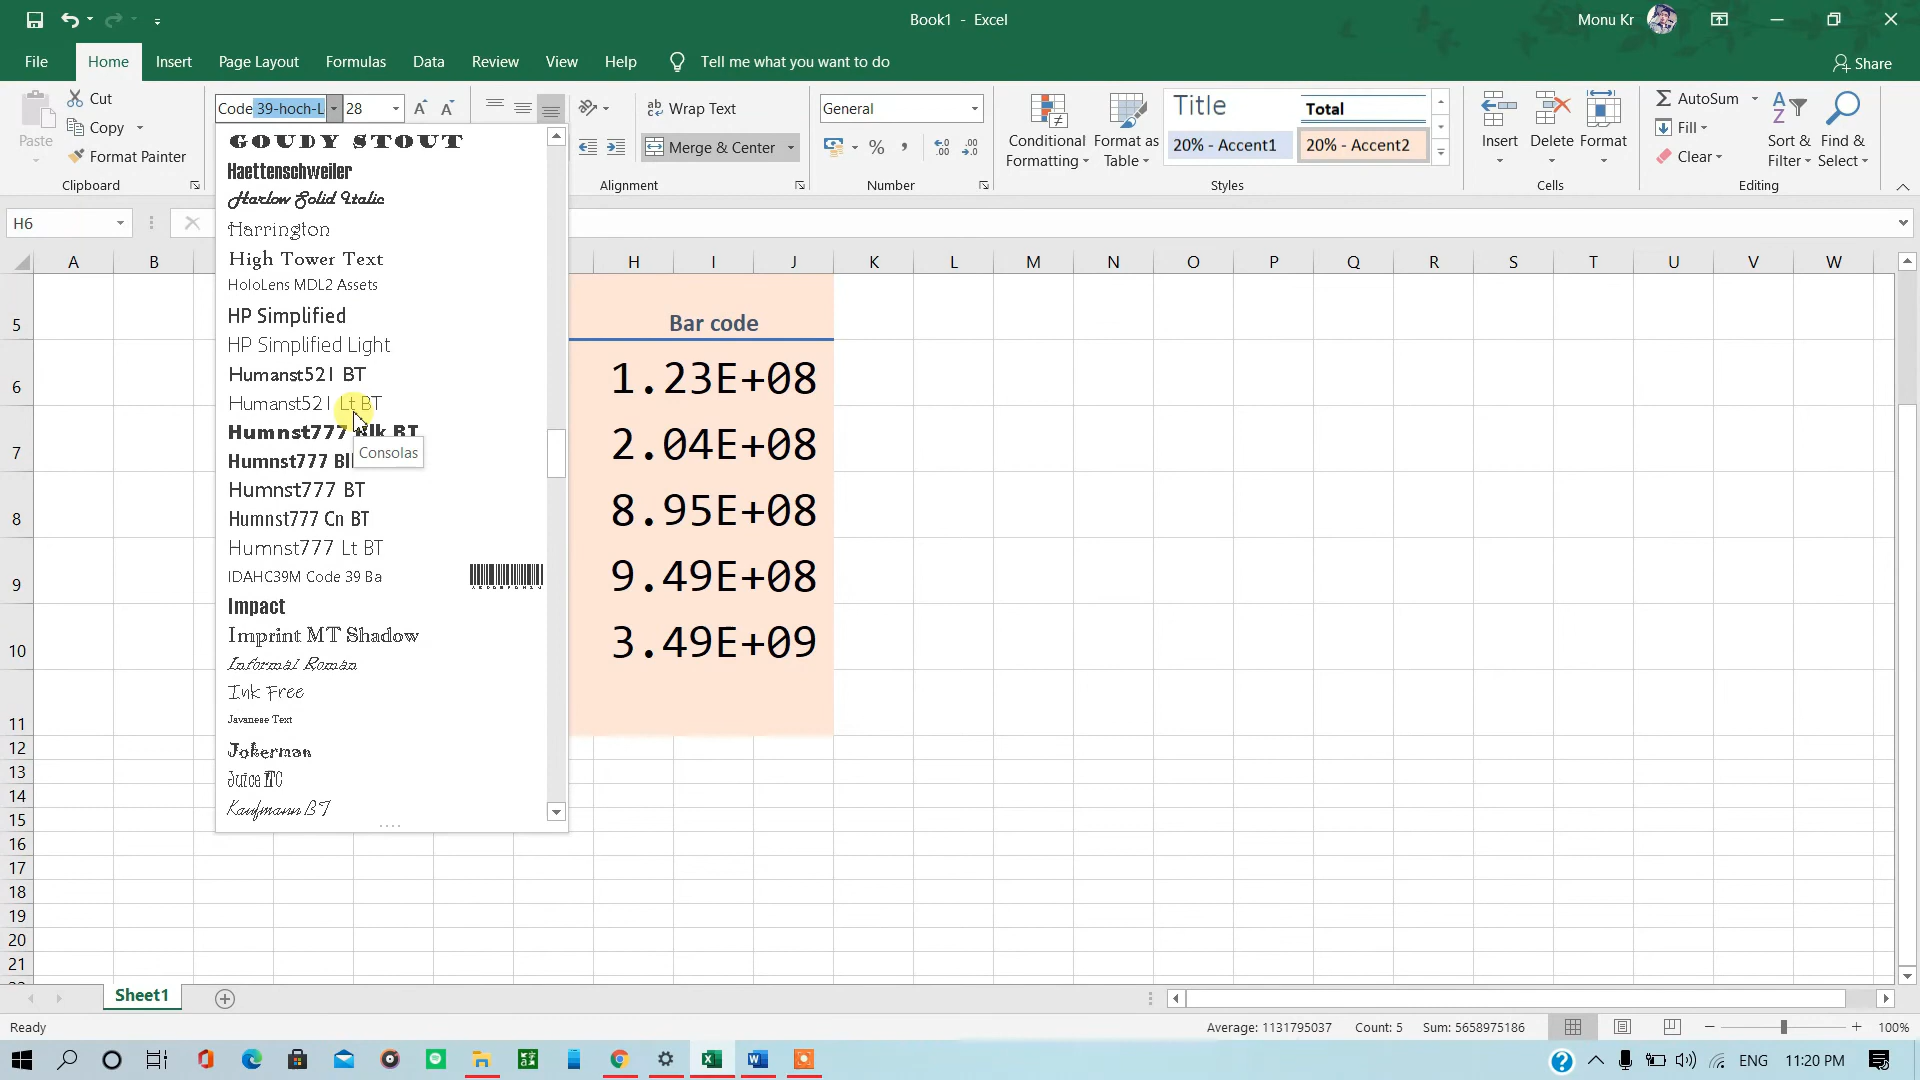 Book1 - Excel
Monu Kr
File Home Insert Page Layout Formulas Data Review View Help Tell me what you want to do
Share
Paste
Cut
Copy
Format Painter
Clipboard
Code 39-hoch-L
28
A A
Wrap Text
Merge & Center
Alignment
General
% ,
Number
Conditional Formatting
Format as Table
Title
Total
20% - Accent1
20% - Accent2
Styles
Insert
Delete
Format
Cells
AutoSum
Fill
Clear
Sort & Filter
Find & Select
Editing
H6
GOUDY STOUT
Haettenschweiler
Harlow Solid Italic
Harrington
High Tower Text
HoloLens MDL2 Assets
HP Simplified
HP Simplified Light
Humanst521 BT
Humanst521 Lt BT
Humnst777 Blk BT
Consolas
Humnst777 Bl
Humnst777 BT
Humnst777 Cn BT
Humnst777 Lt BT
IDAHC39M Code 39 Ba
Impact
Imprint MT Shadow
Informal Roman
Ink Free
Javanese Text
Jokerman
Juice ITC
Kaufmann BT
A B H I J K L M N O P Q R S T U V W
5 Bar code
6 1.23E+08
7 2.04E+08
8 8.95E+08
9 9.49E+08
10 3.49E+09
11
12
13
14
15
16
17
18
19
20
21
Sheet1
Ready
Average: 1131795037 Count: 5 Sum: 5658975186
100%
ENG 11:20 PM